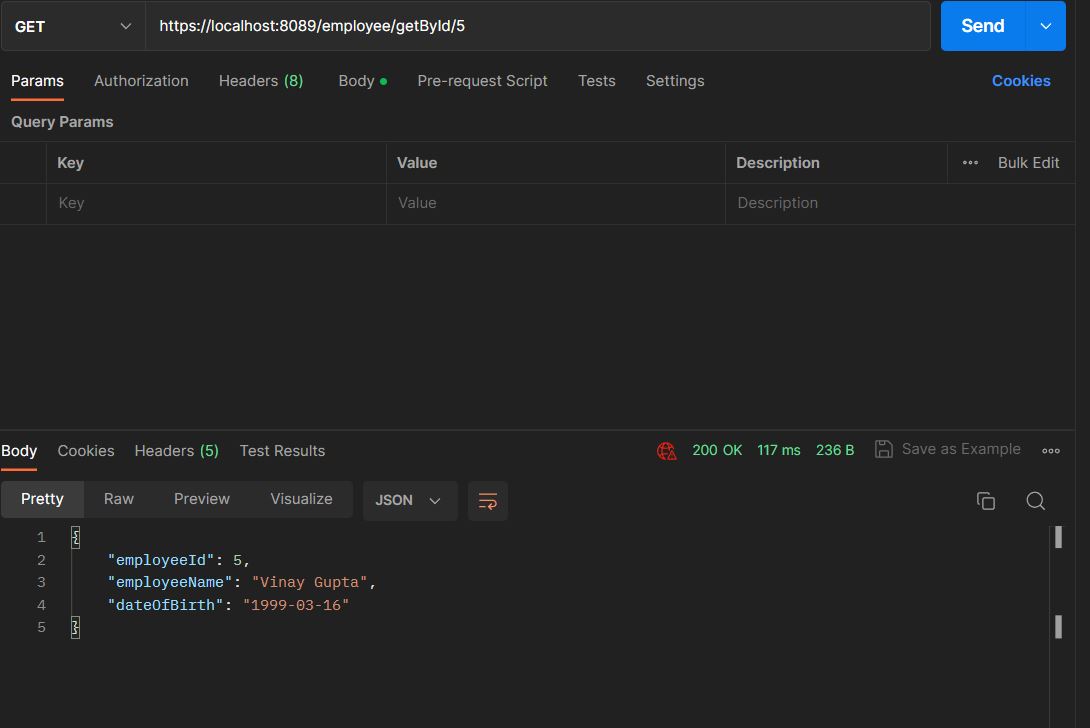 GET https://localhost:8089/employee/getById/5 Send
Params Authorization Headers (8) Body Pre-request Script Tests Settings Cookies
Query Params
Key Value Description Bulk Edit
Key Value Description
Body Cookies Headers (5) Test Results 200 OK 117 ms 236 B Save as Example
Pretty Raw Preview Visualize JSON
1 {
2 "employeeId": 5,
3 "employeeName": "Vinay Gupta",
4 "dateOfBirth": "1999-03-16"
5 }